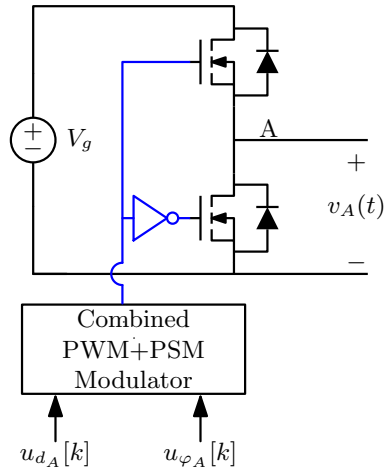 A
+
−
V_g
+
v_A(t)
−
Combined
PWM+PSM
Modulator
u_{d_A}[k]
u_{φ_A}[k]